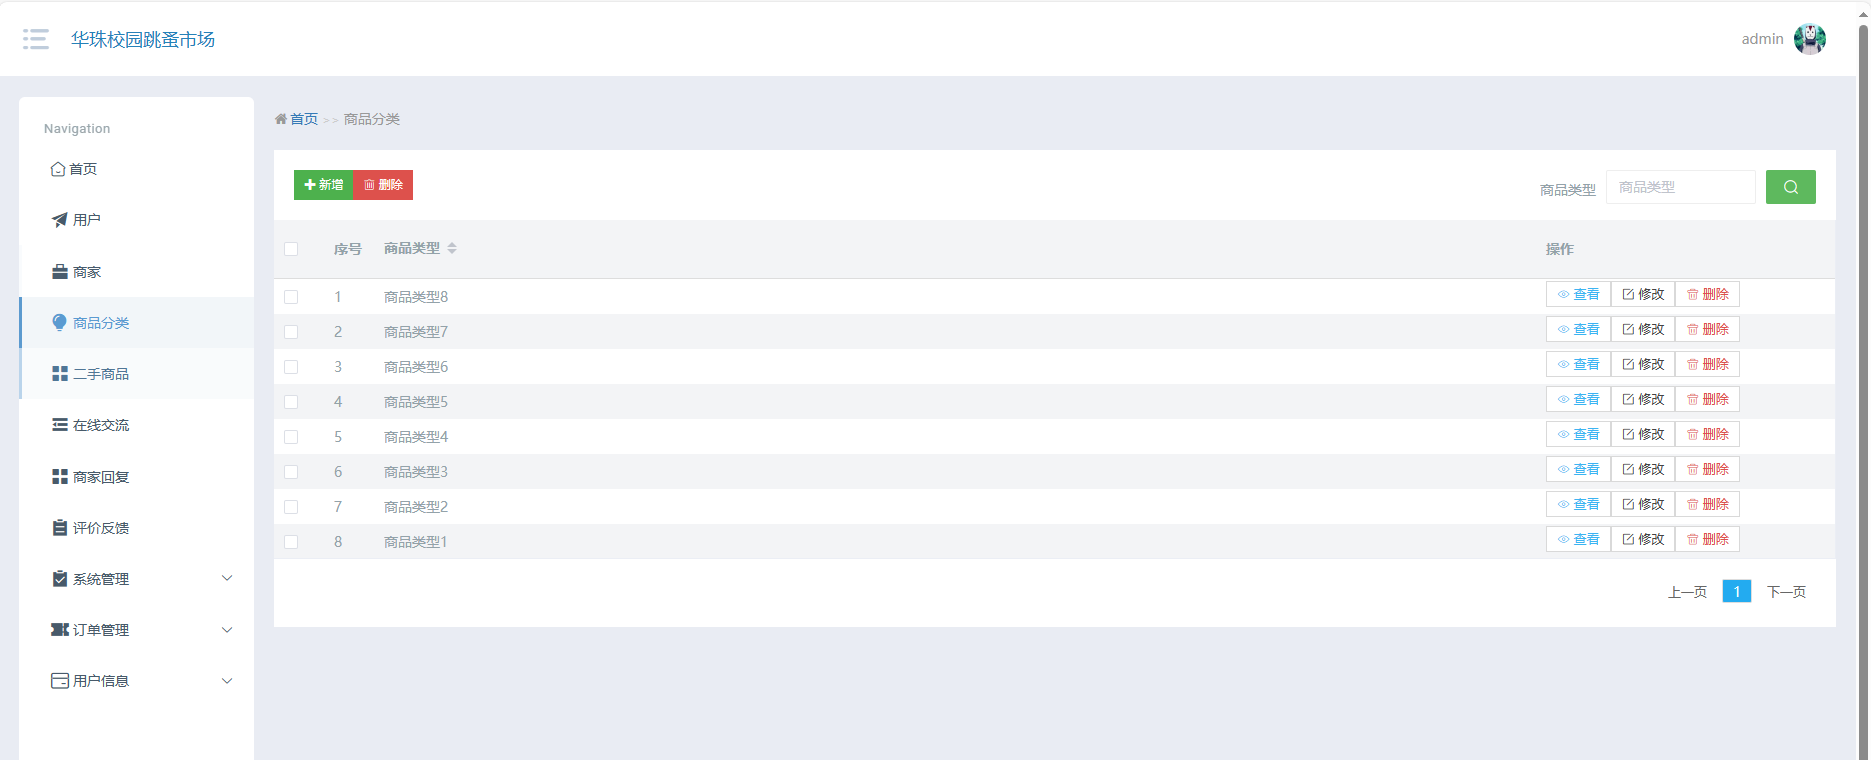 华珠校园跳蚤市场
admin
Navigation
首页
用户
商家
商品分类
二手商品
在线交流
商家回复
评价反馈
系统管理
订单管理
用户信息
首页 >> 商品分类
新增 删除
商品类型 商品类型
序号 商品类型 操作
1 商品类型8 查看 修改 删除
2 商品类型7 查看 修改 删除
3 商品类型6 查看 修改 删除
4 商品类型5 查看 修改 删除
5 商品类型4 查看 修改 删除
6 商品类型3 查看 修改 删除
7 商品类型2 查看 修改 删除
8 商品类型1 查看 修改 删除
上一页 1 下一页